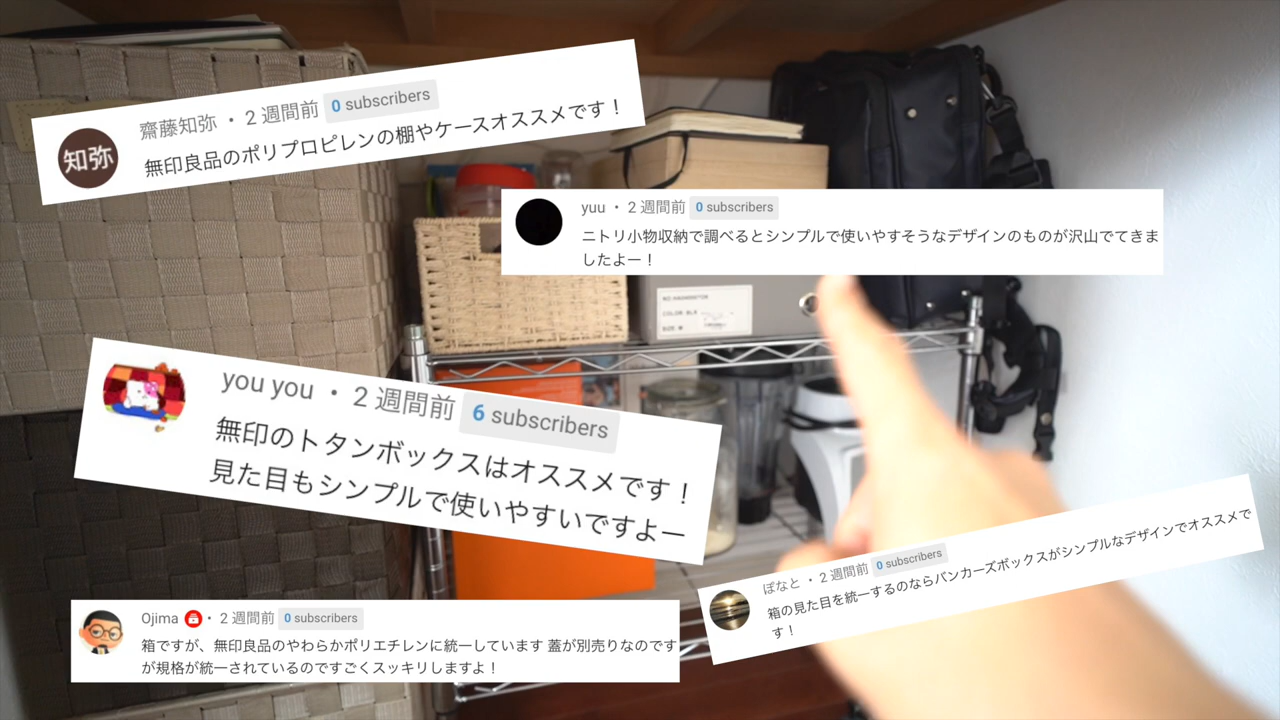 齋藤知弥 ・ 2 週間前 0 subscribers
知弥
無印良品のポリプロピレンの棚やケースオススメです！
yuu ・ 2 週間前 0 subscribers
ニトリ小物収納で調べるとシンプルで使いやすそうなデザインのものが沢山でてきま
したよー！
NO.
COLOR BLK
SIZE M
you you ・ 2 週間前 6 subscribers
無印のトタンボックスはオススメです！
見た目もシンプルで使いやすいですよー
ぽなと ・ 2 週間前 0 subscribers
箱の見た目を統一するのならバンカーズボックスがシンプルなデザインでオススメで
す！
Ojima ・ 2 週間前 0 subscribers
箱ですが、無印良品のやわらかポリエチレンに統一しています 蓋が別売りなのです
が規格が統一されているのですごくスッキリしますよ！